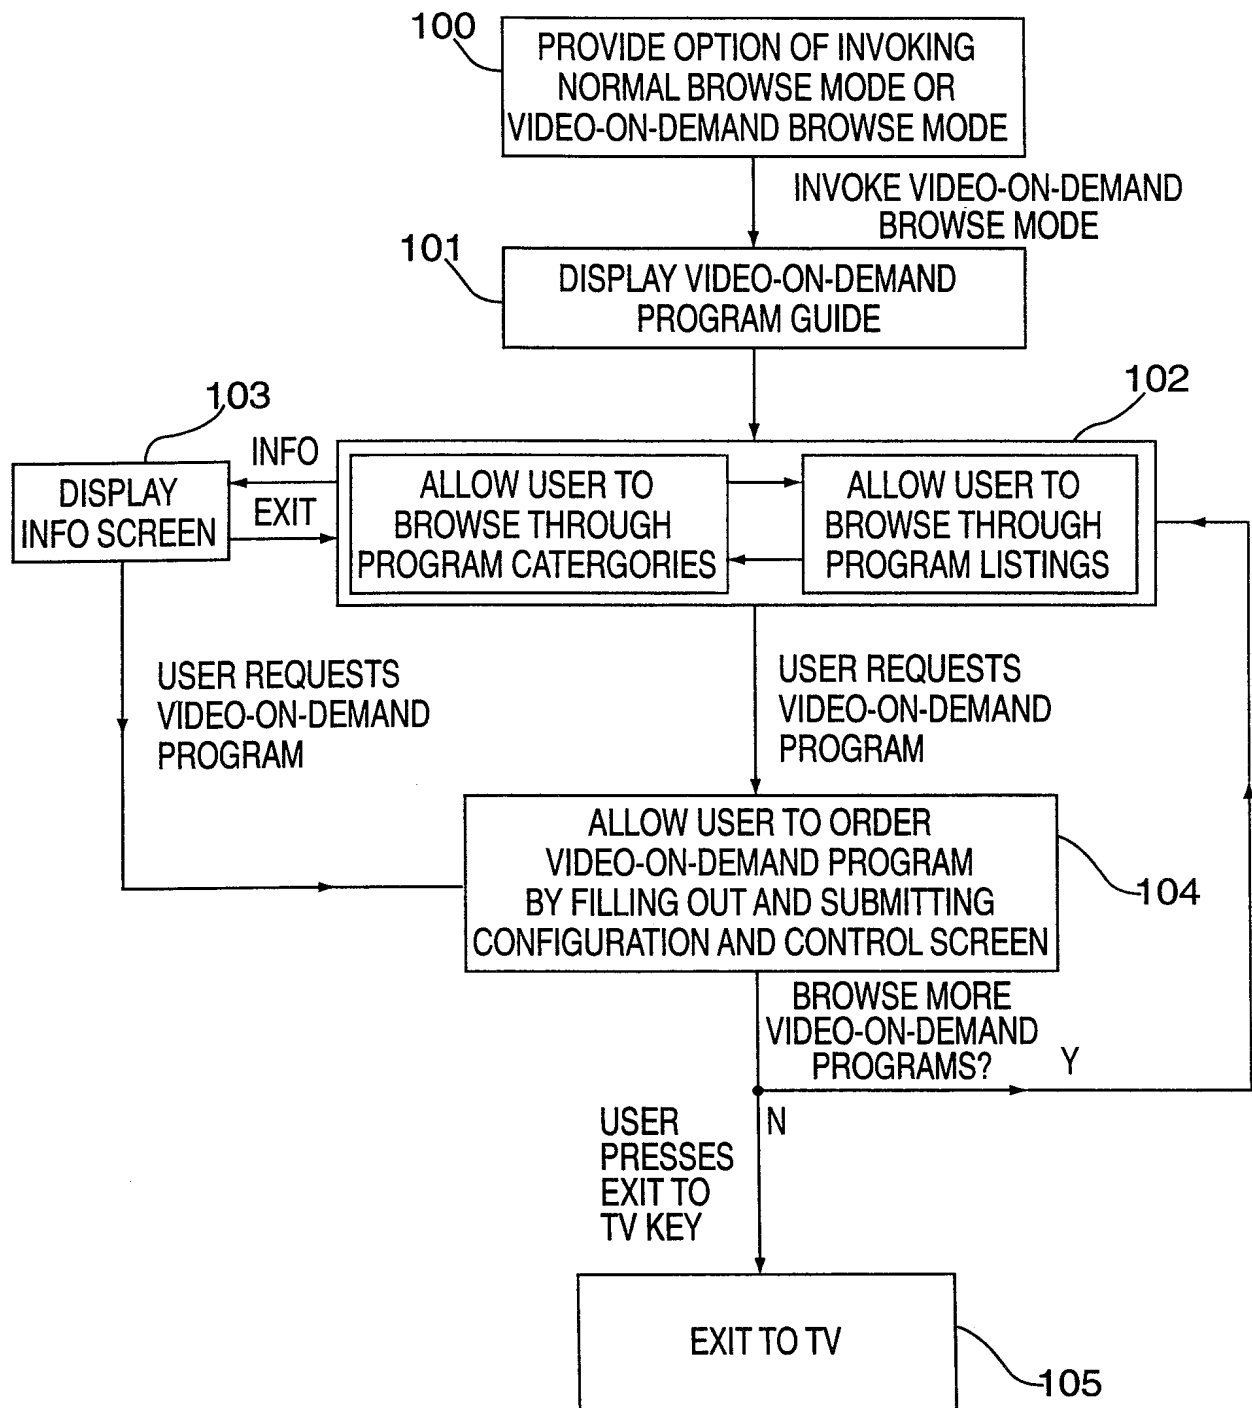 100
PROVIDE OPTION OF INVOKING
NORMAL BROWSE MODE OR
VIDEO-ON-DEMAND BROWSE MODE
INVOKE VIDEO-ON-DEMAND
BROWSE MODE
101
DISPLAY VIDEO-ON-DEMAND
PROGRAM GUIDE
102
103
INFO
EXIT
DISPLAY
INFO SCREEN
ALLOW USER TO
BROWSE THROUGH
PROGRAM CATERGORIES
ALLOW USER TO
BROWSE THROUGH
PROGRAM LISTINGS
USER REQUESTS
VIDEO-ON-DEMAND
PROGRAM
USER REQUESTS
VIDEO-ON-DEMAND
PROGRAM
ALLOW USER TO ORDER
VIDEO-ON-DEMAND PROGRAM
BY FILLING OUT AND SUBMITTING
CONFIGURATION AND CONTROL SCREEN
104
BROWSE MORE
VIDEO-ON-DEMAND
PROGRAMS?
Y
N
USER
PRESSES
EXIT TO
TV KEY
EXIT TO TV
105